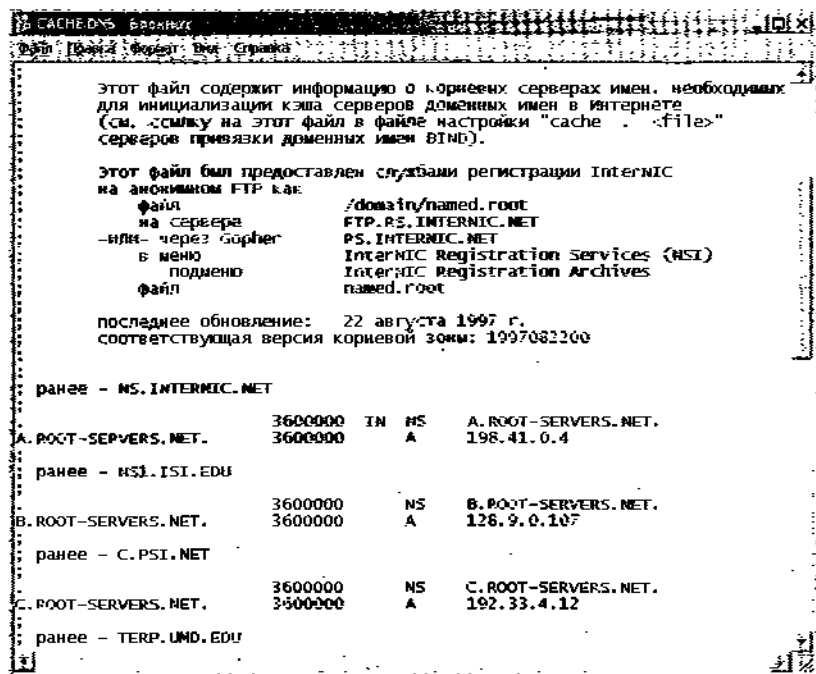 CACHE.DNS - Блокнот
Файл Правка Формат Вид Справка
; Этот файл содержит информацию о корневых серверах имен, необходимых
; для инициализации кэша серверов доменных имен в Интернете
; (см. ссылку на этот файл в файле настройки "cache . <file>"
; серверов привязки доменных имен BIND).
;
; Этот файл был предоставлен службами регистрации InterNIC
; на анонимном FTP как
; файл /domain/named.root
; на сервера FTP.RS.INTERNIC.NET
; -или- через Gopher RS.INTERNIC.NET
; в меню InterNIC Registration Services (NSI)
; подменю InterNIC Registration Archives
; файл named.root
;
; последнее обновление: 22 августа 1997 г.
; соответствующая версия корневой зоны: 1997082200
;
; ранее - NS.INTERNIC.NET
;
. 3600000 IN NS A.ROOT-SERVERS.NET.
A.ROOT-SERVERS.NET. 3600000 A 198.41.0.4
;
; ранее - NS1.ISI.EDU
;
. 3600000 NS B.ROOT-SERVERS.NET.
B.ROOT-SERVERS.NET. 3600000 A 128.9.0.107
;
; ранее - C.PSI.NET
;
. 3600000 NS C.ROOT-SERVERS.NET.
C.ROOT-SERVERS.NET. 3600000 A 192.33.4.12
;
; ранее - TERP.UMD.EDU